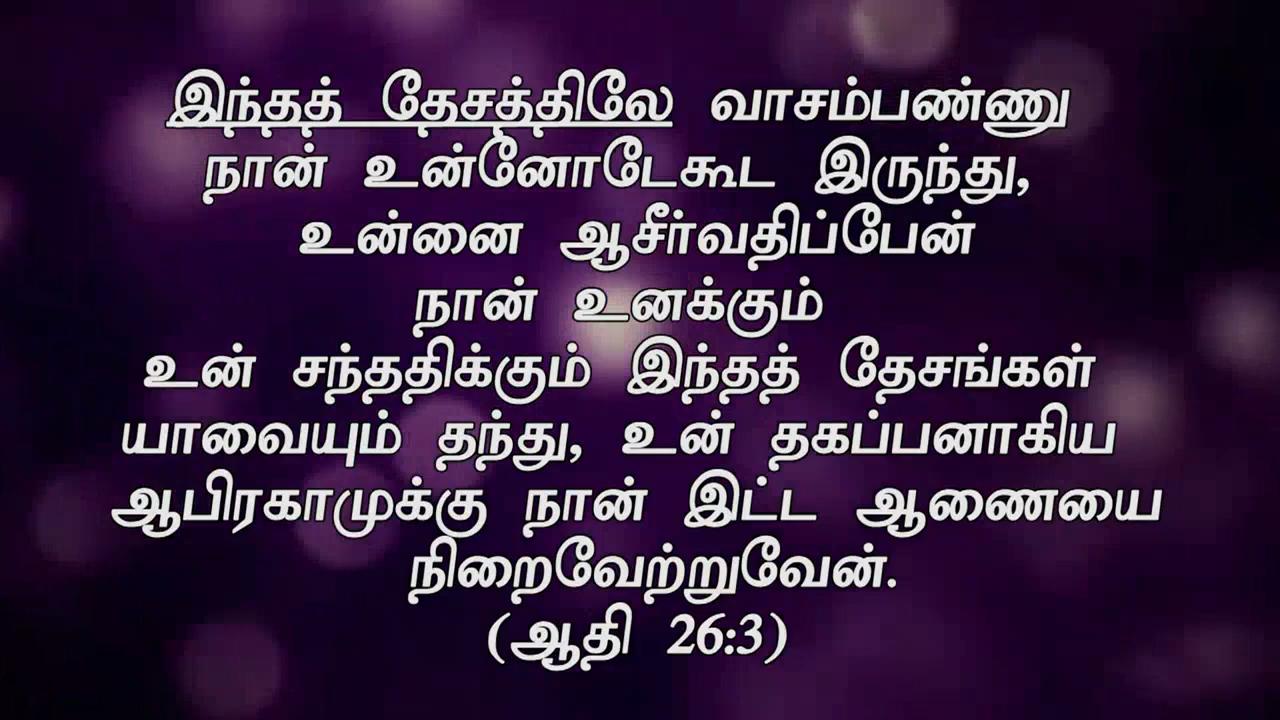 இந்தத் தேசத்திலே வாசம்பண்ணு
நான் உன்னோடேகூட இருந்து,
உன்னை ஆசீர்வதிப்பேன்
நான் உனக்கும்
உன் சந்ததிக்கும் இந்தத் தேசங்கள்
யாவையும் தந்து, உன் தகப்பனாகிய
ஆபிரகாமுக்கு நான் இட்ட ஆணையை
நிறைவேற்றுவேன்.
(ஆதி 26:3)